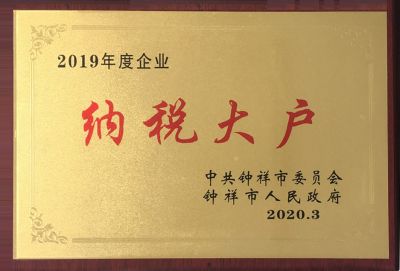 2019年度企业
纳税大户
中共钟祥市委员会
钟祥市人民政府
2020.3